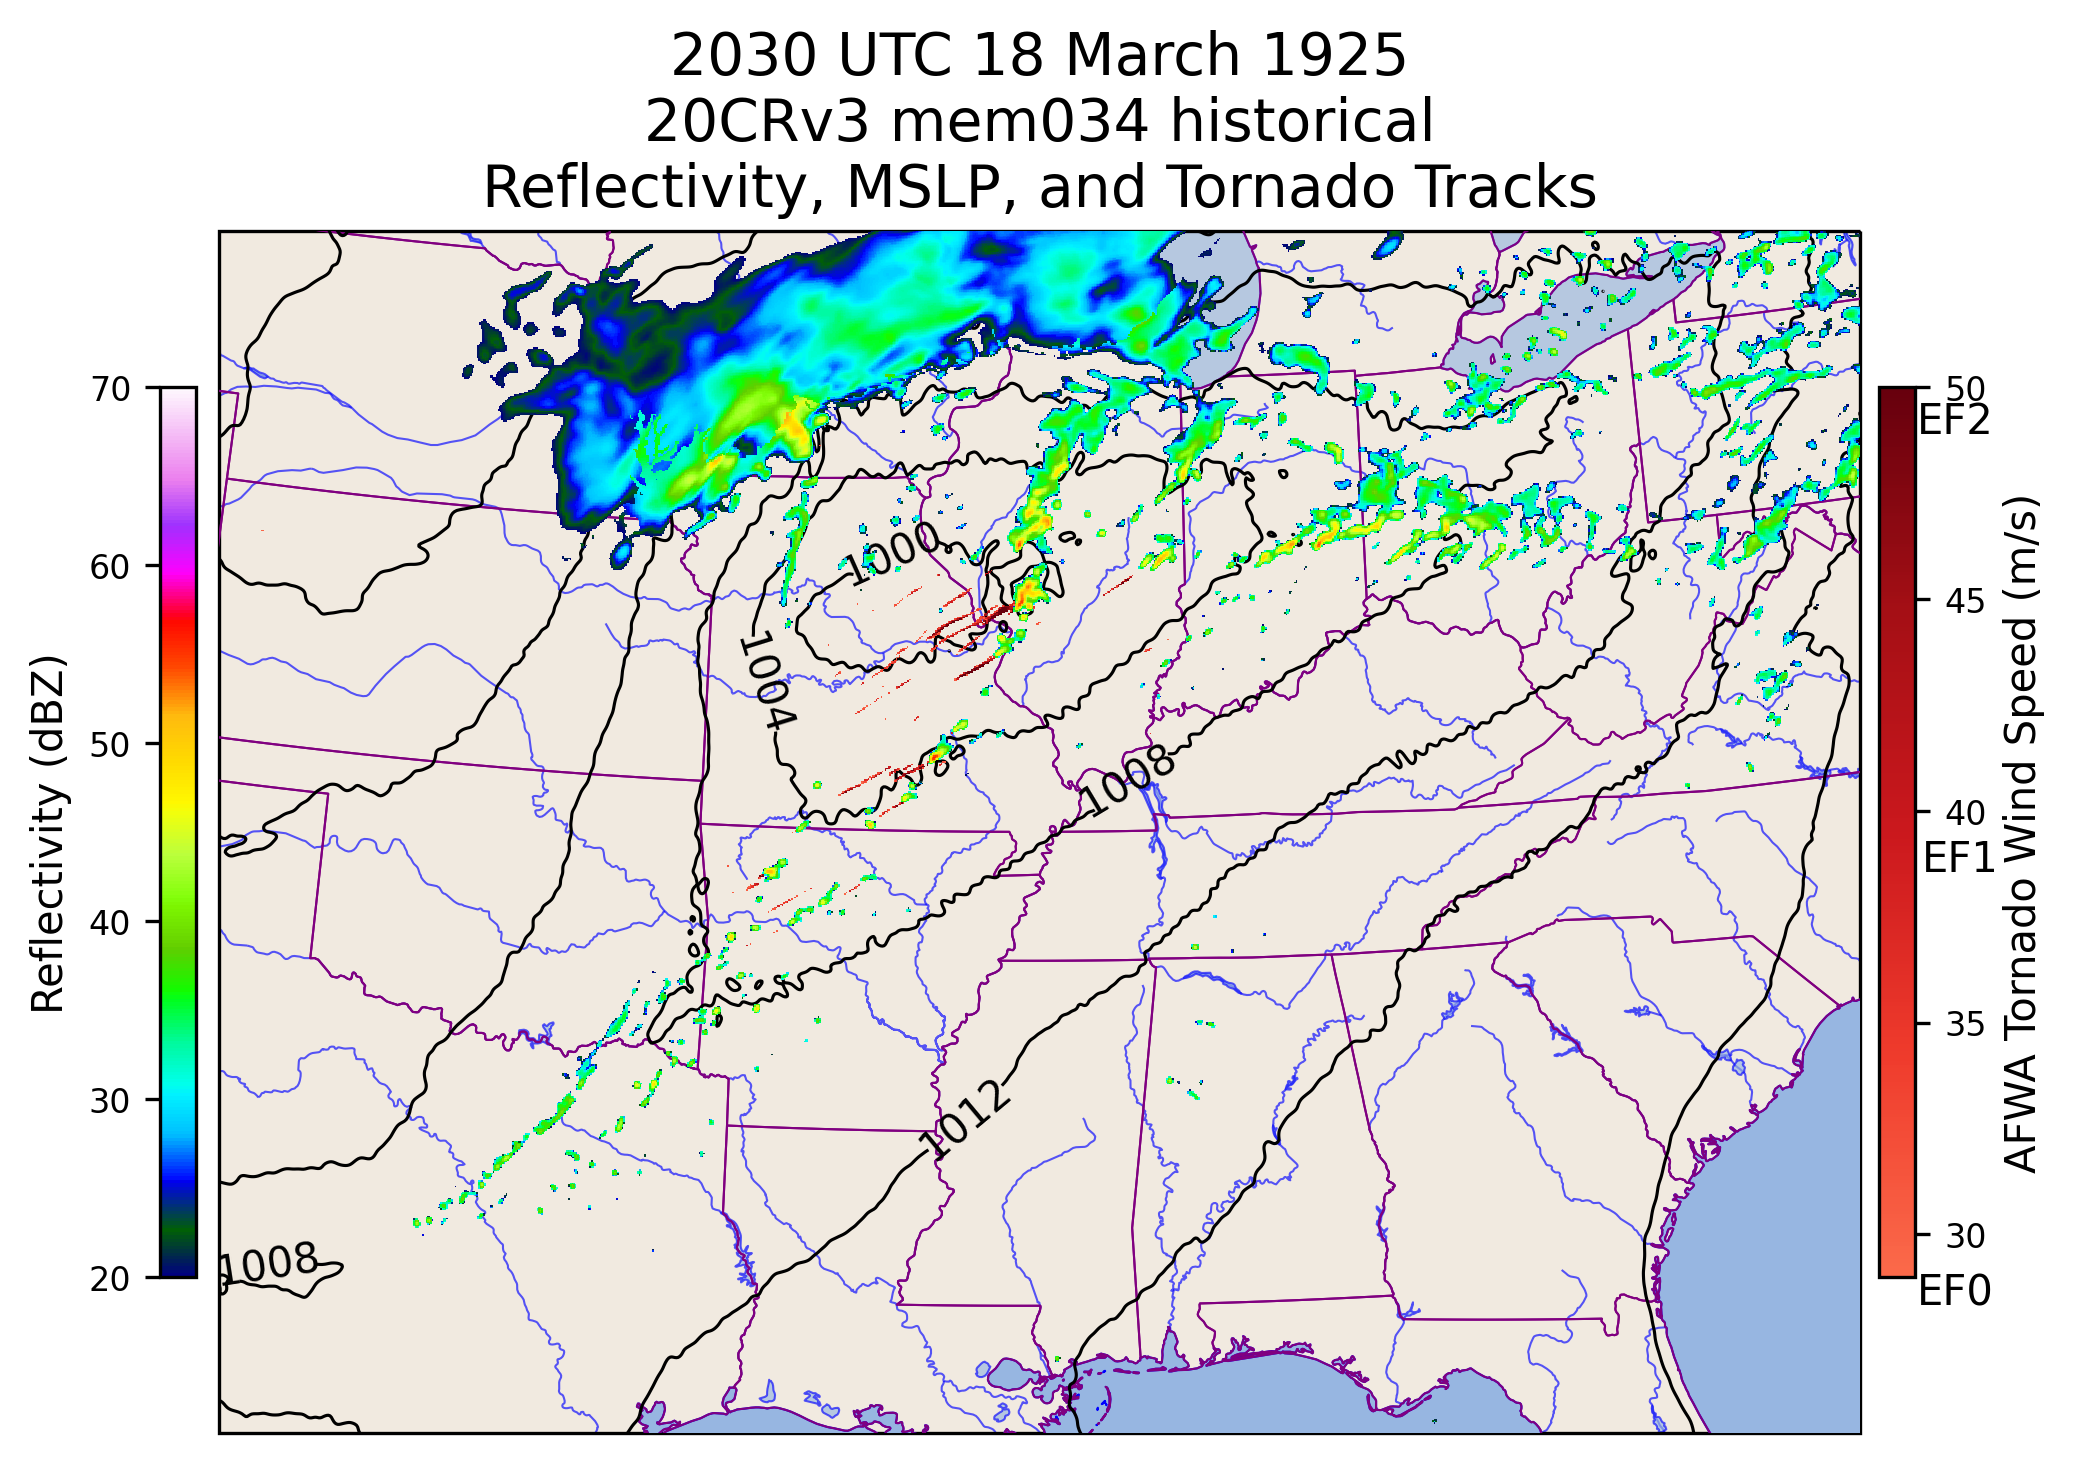 2030 UTC 18 March 1925
20CRv3 mem034 historical
Reflectivity, MSLP, and Tornado Tracks
Reflectivity (dBZ)
70
60
50
40
30
20
1000
1004
1008
1012
1008
50
EF2
45
40
EF1
35
30
EF0
AFWA Tornado Wind Speed (m/s)